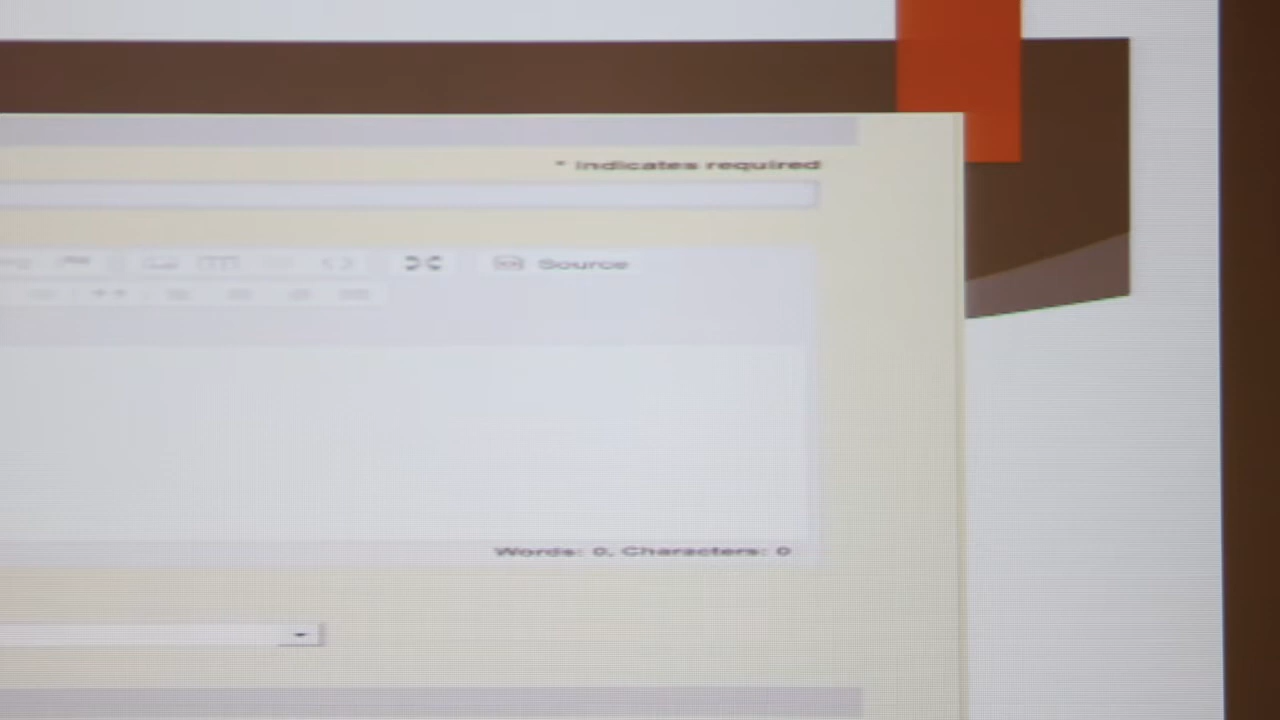 * Indicates required
Source
Words: 0, Characters: 0